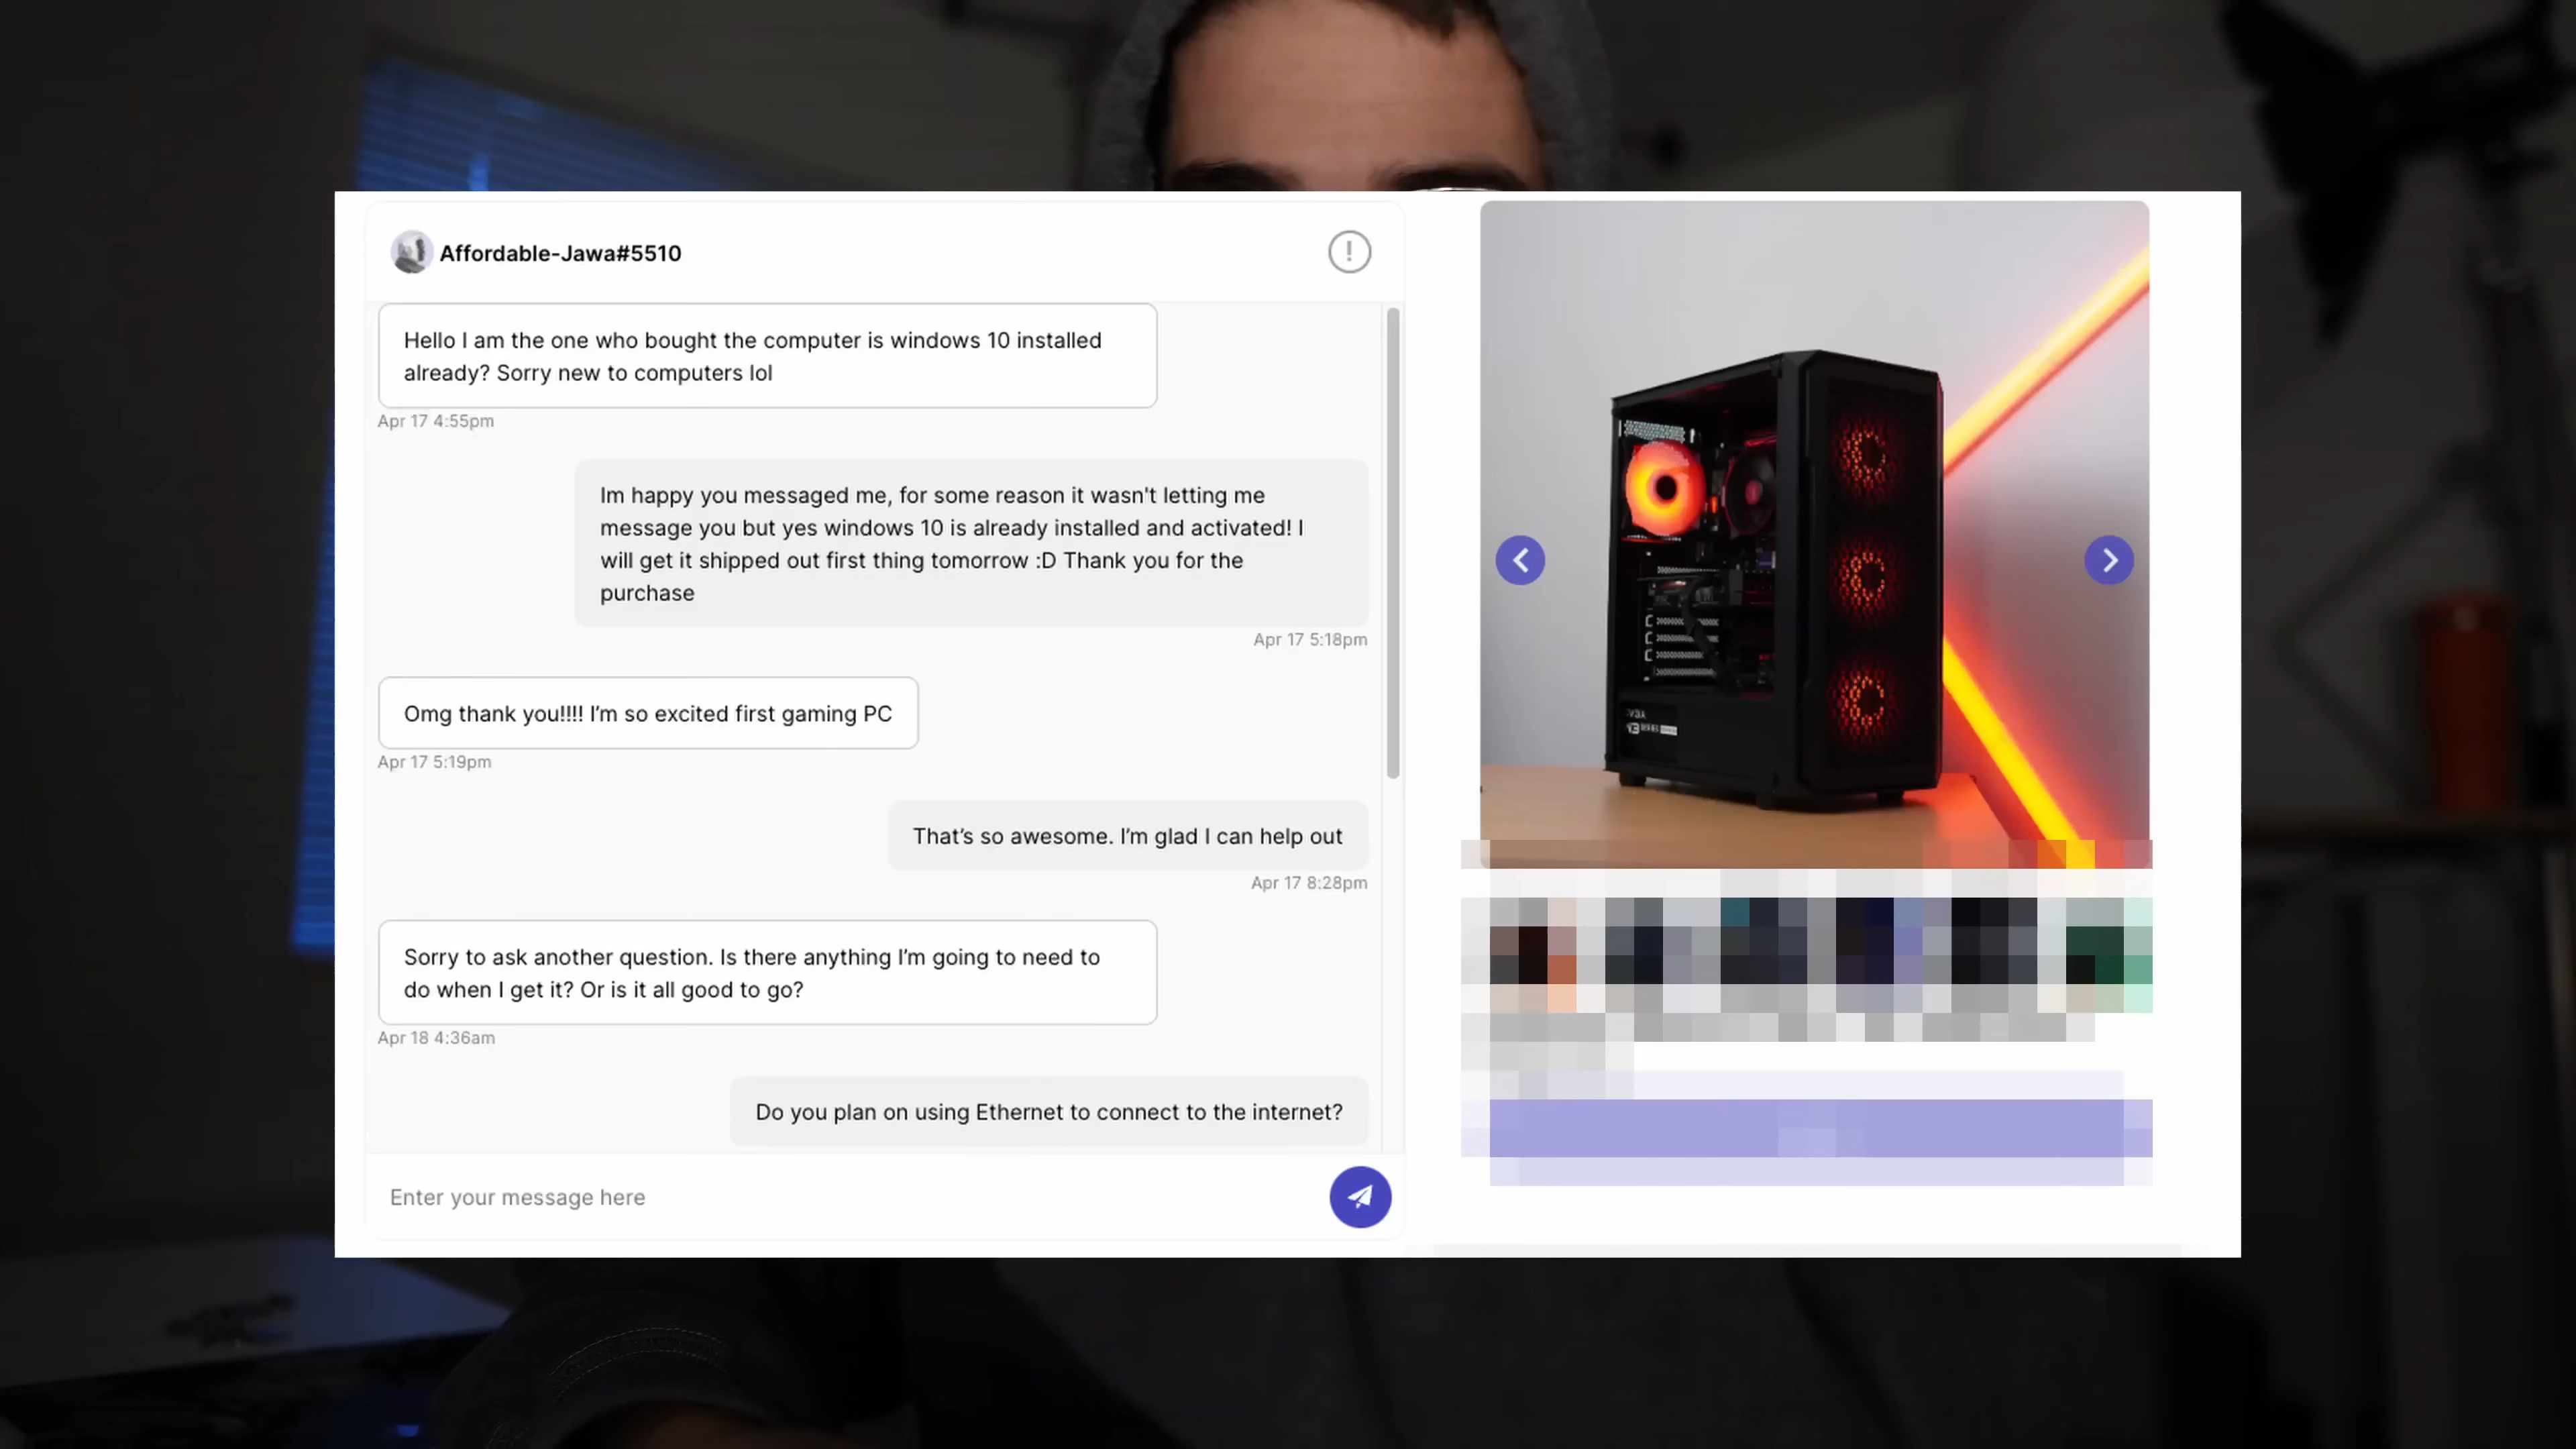 Affordable-Jawa#5510
Hello I am the one who bought the computer is windows 10 installed
already? Sorry new to computers lol
Apr 17 4:55pm
Im happy you messaged me, for some reason it wasn't letting me
message you but yes windows 10 is already installed and activated! I
will get it shipped out first thing tomorrow :D Thank you for the
purchase
Apr 17 5:18pm
Omg thank you!!!! I’m so excited first gaming PC
Apr 17 5:19pm
That’s so awesome. I’m glad I can help out
Apr 17 8:28pm
Sorry to ask another question. Is there anything I’m going to need to
do when I get it? Or is it all good to go?
Apr 18 4:36am
Do you plan on using Ethernet to connect to the internet?
Enter your message here